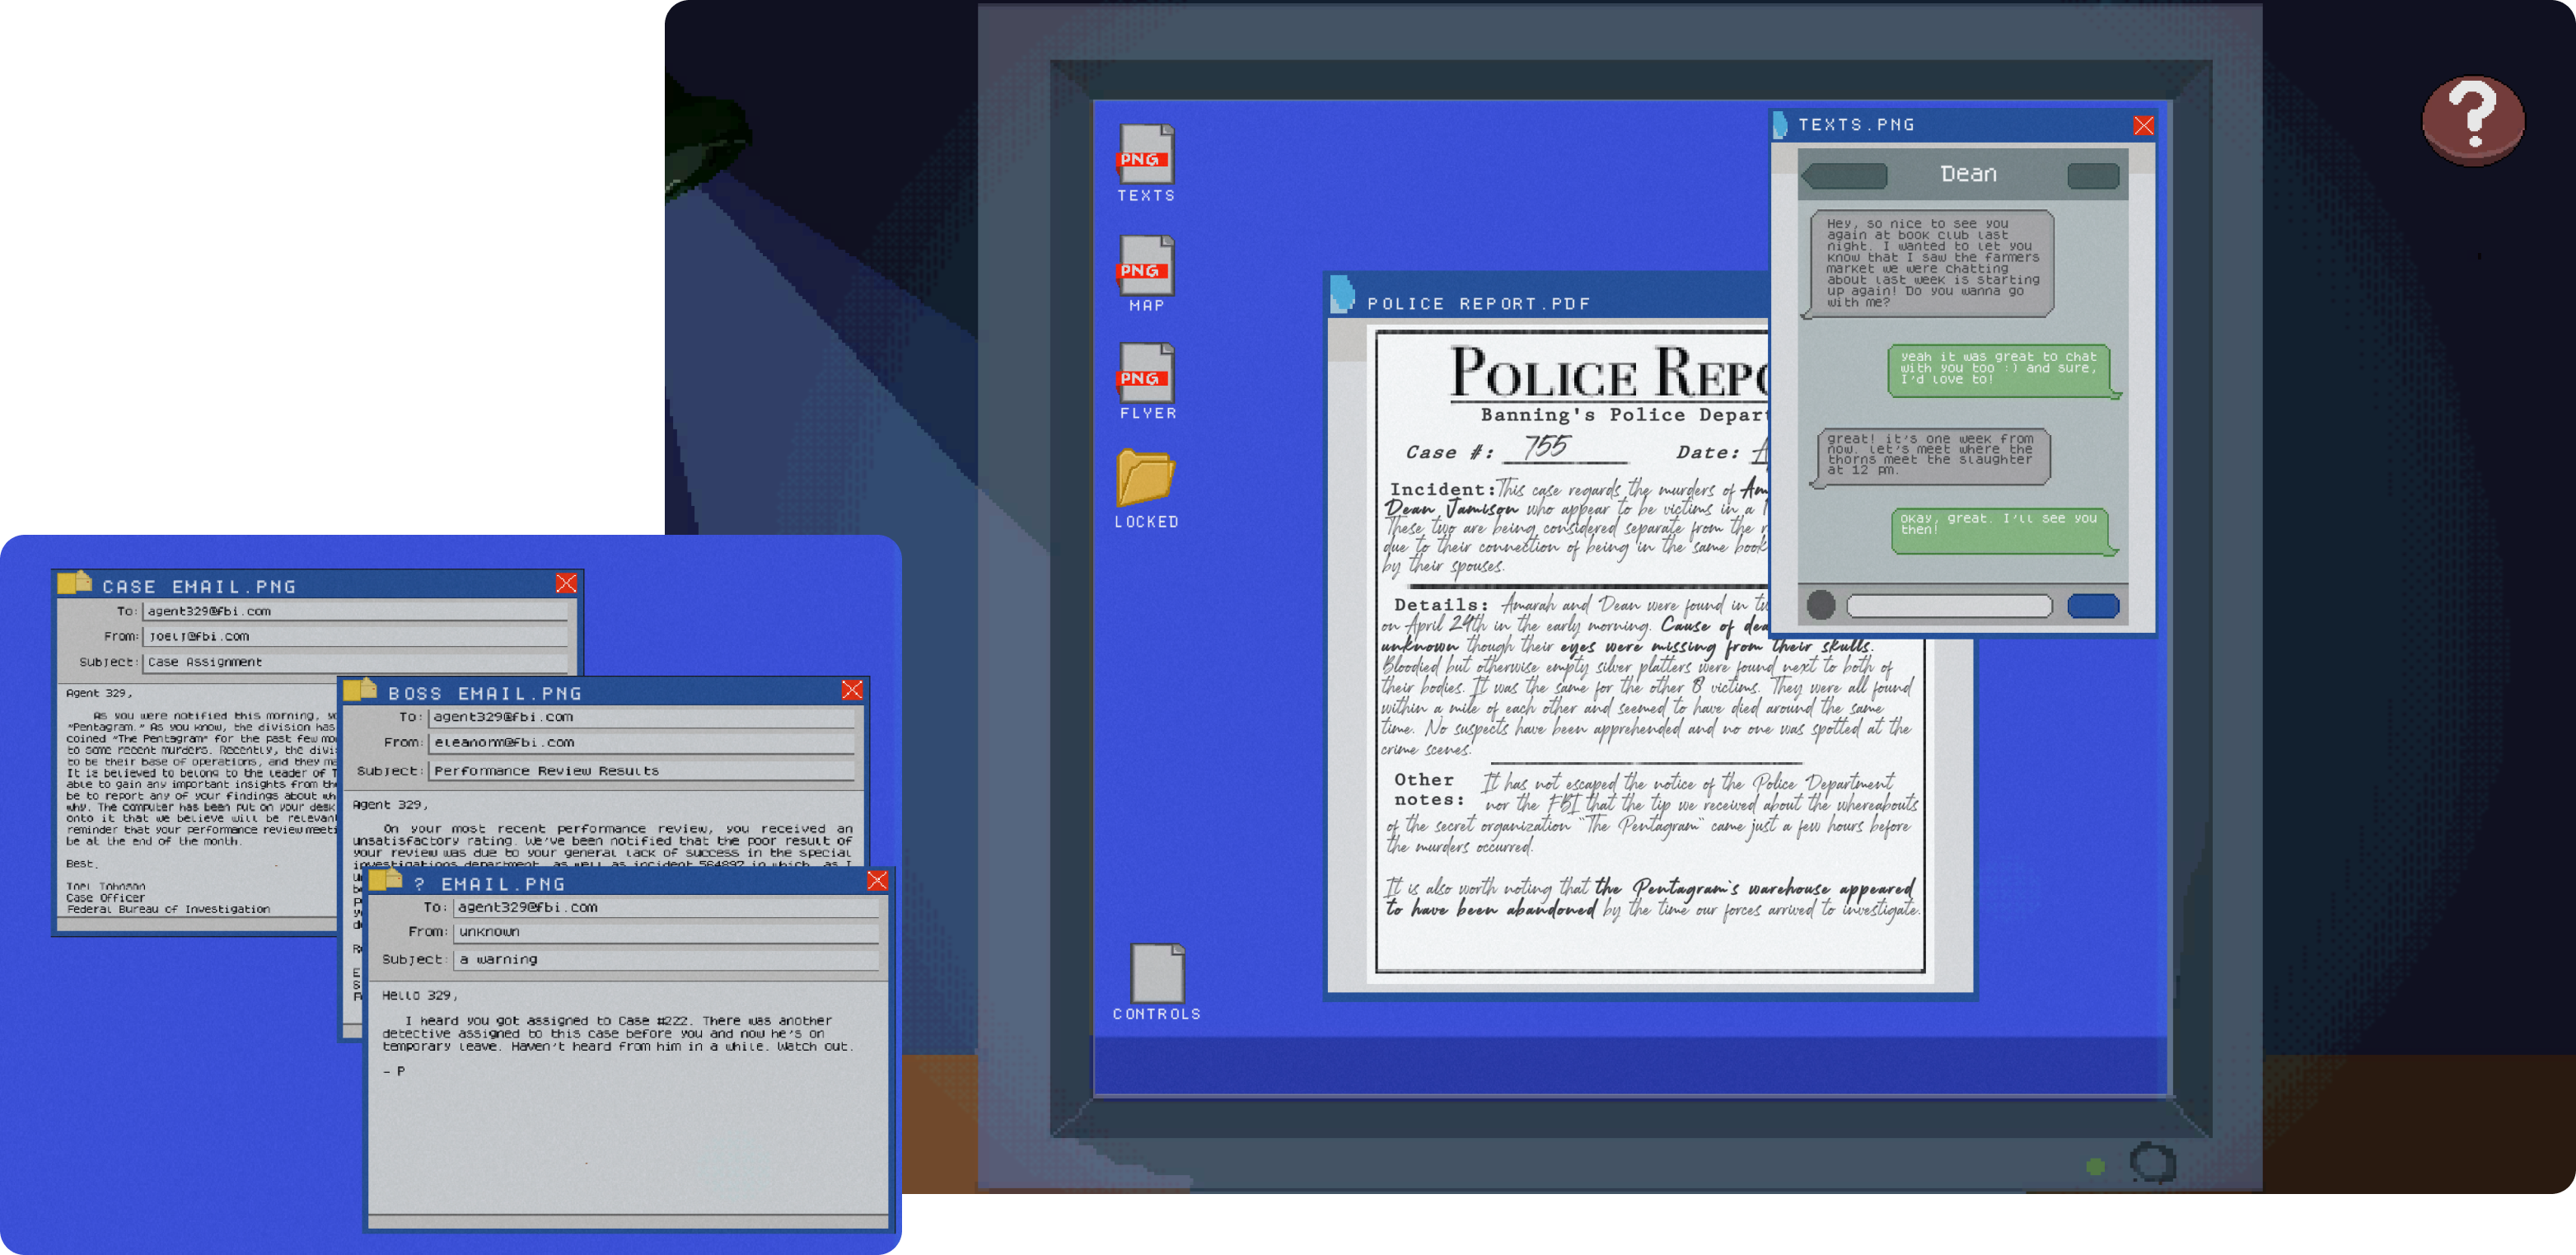 TEXTS
MAP
FLYER
LOCKED
CONTROLS
PNG
PNG
PNG
?
TEXTS.PNG
Dean
Hey, so nice to see you
again at book club last
night. I wanted to let you
know that I saw the farmers
market we were chatting
about last week is starting
up again! Do you wanna go
with me?
yeah it was great to chat
with you too :) and sure,
I'd love to!
great! it's one week from
now. let's meet where the
thorns meet the slaughter
at 12 pm.
okay, great. I'll see you
then!
POLICE REPORT.PDF
POLICE REPO
Banning's Police Depar
Case #: 755 Date: A
Incident: This case regards the murders of Am
Dean Jamison who appear to be victims in a
These two are being considered separate from the
due to their connection of being in the same book
by their spouses.
Details: Amarah and Dean were found in
on April 29th in the early morning. Cause of dea
unknown though their eyes were missing from their skulls.
Bloodied but otherwise empty silver platters were found next to both of
their bodies. It was the same for the other 8 victims. They were all found
within a mile of each other and seemed to have died around the same
time. No suspects have been apprehended and no one was spotted at the
crime scenes.
Other notes: It has not escaped the notice of the Police Department
nor the FBI that the tip we received about the whereabouts
of the secret organization "The Pentagram" came just a few hours before
the murders occurred.
It is also worth noting that the Pentagram's warehouse appeared
to have been abandoned by the time our forces arrived to investigate.
CASE EMAIL.PNG
To: agent329@fbi.com
From: joelj@fbi.com
Subject: Case Assignment
Agent 329,
As you were notified this morning, yo
"Pentagram." As you know, the division has
coined "The Pentagram" for the past few mo
to some recent murders. Recently, the divi
to be their base of operations, and they ma
It is believed to belong to the leader of T
able to gain any important insights from the
be to report any of your findings about wh
why. The computer has been put on your desk
onto it that we believe will be relevant
reminder that your performance review meeti
be at the end of the month.
Best,
Joel Johnson
Case Officer
Federal Bureau of Investigation
BOSS EMAIL.PNG
To: agent329@fbi.com
From: eleanorm@fbi.com
Subject: Performance Review Results
Agent 329,
On your most recent performance review, you received an
unsatisfactory rating. We've been notified that the poor result of
your review was due to your general lack of success in the special
investigations department, as well as incident 564897 in which, as I
? EMAIL.PNG
To: agent329@fbi.com
From: unknown
Subject: a warning
Hello 329,
I heard you got assigned to Case #222. There was another
detective assigned to this case before you and now he's on
temporary leave. Haven't heard from him in a while. Watch out.
- P